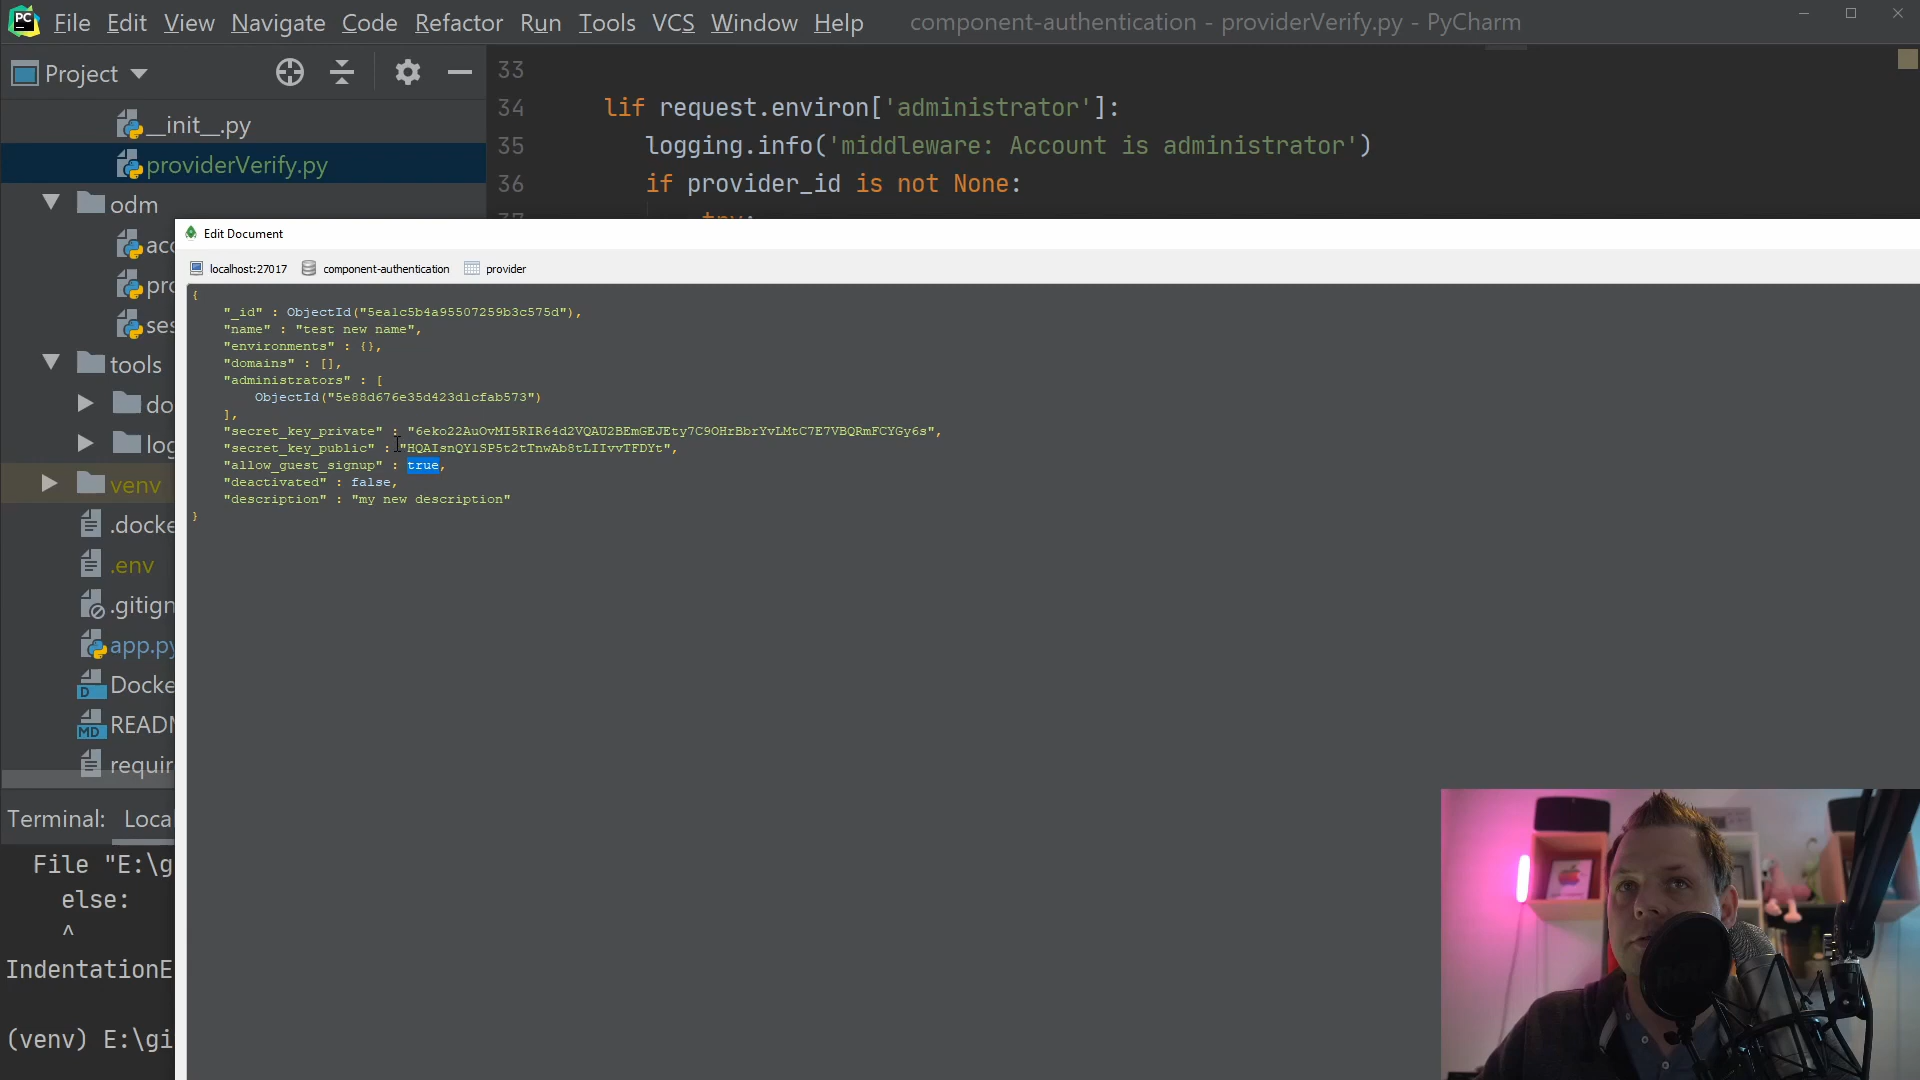 PC File Edit View Navigate Code Refactor Run Tools VCS Window Help component-authentication - providerVerify.py - PyCharm
Project
__init__.py
providerVerify.py
odm
acc
pro
ses
tools
do
log
venv
.docke
.env
.gitign
app.py
D Docke
MD READM
requir
33
34 lif request.environ['administrator']:
35 logging.info('middleware: Account is administrator')
36 if provider_id is not None:
37 try:
Edit Document
localhost:27017 component-authentication provider
{
"_id" : ObjectId("5ea1c5b4a95507259b3c575d"),
"name" : "test new name",
"environments" : {},
"domains" : [],
"administrators" : [
ObjectId("5e88d676e35d423d1cfab573")
],
"secret_key_private" : "6eko22AuOvMI5RIR64d2VQAU2BEmGEJEty7C9OHrBbrYvLMtC7E7VBQRmFCYGy6s",
"secret_key_public" : "HQAIsnQY1SP5t2tTnwAb8tLIIvvTFDYt",
"allow_guest_signup" : true,
"deactivated" : false,
"description" : "my new description"
}
Terminal: Loca
File "E:\g
else:
^
IndentationE
(venv) E:\gi